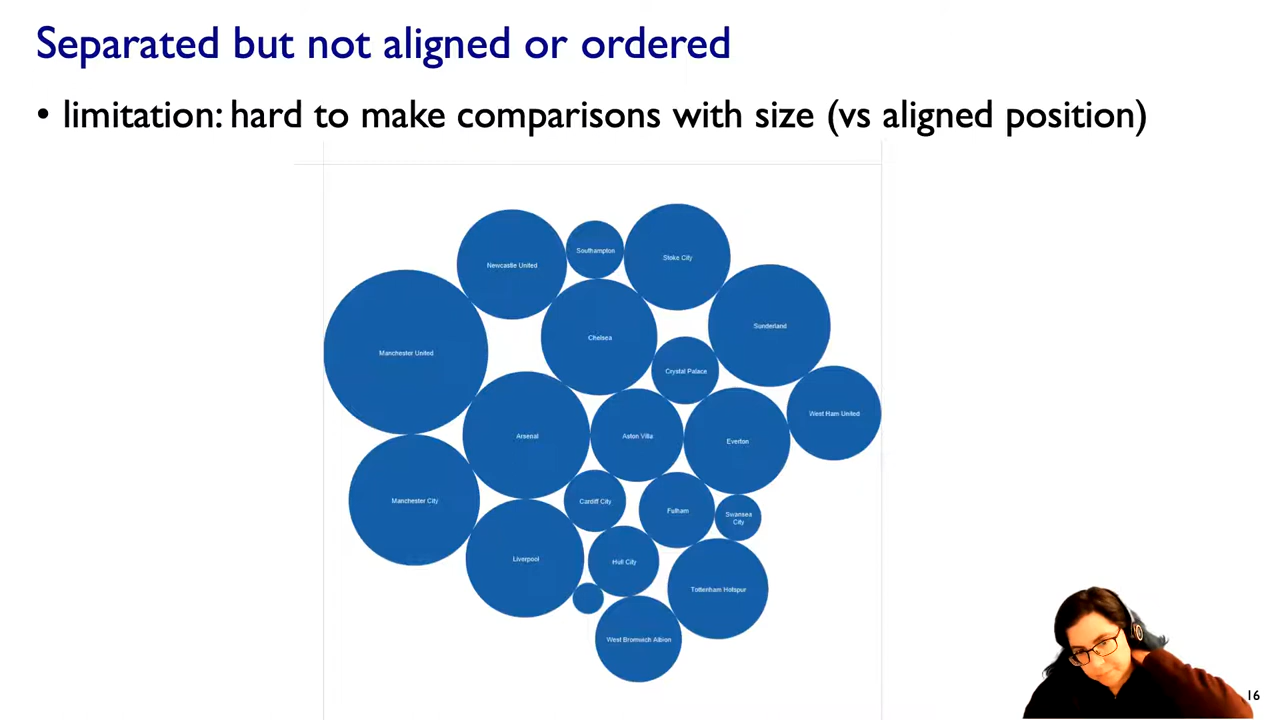 Separated but not aligned or ordered
• limitation: hard to make comparisons with size (vs aligned position)
Southampton
Stoke City
Newcastle United
Sunderland
Chelsea
Manchester United
Crystal Palace
West Ham United
Arsenal
Aston Villa
Everton
Manchester City
Cardiff City
Fulham
Swansea
City
Liverpool
Hull City
Tottenham Hotspur
West Bromwich Albion
16